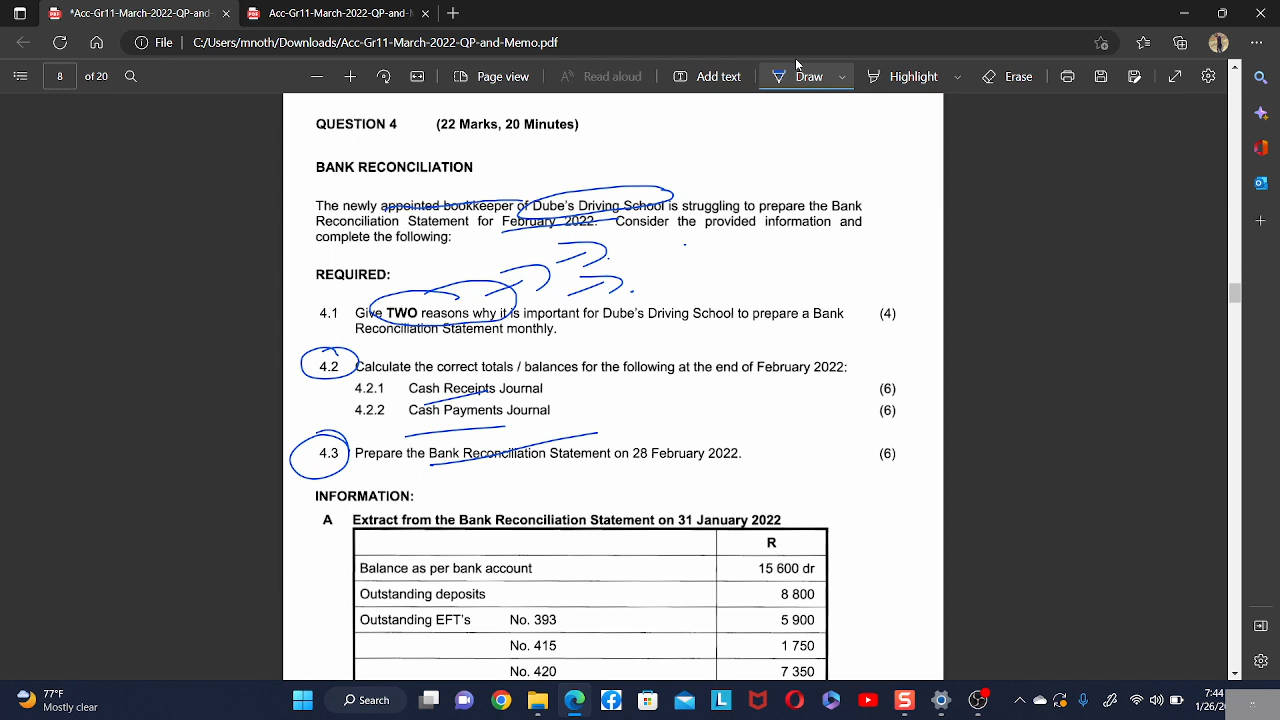 *Acc-Gr11-March-2022-QP-and-
Acc-Gr11-March-2022-QP-and-M
File
C:/Users/mnoth/Downloads/Acc-Gr11-March-2022-QP-and-Memo.pdf
8
of 20
Page view
Read aloud
Add text
Draw
Highlight
Erase
QUESTION 4 (22 Marks, 20 Minutes)
BANK RECONCILIATION
The newly appointed bookkeeper of Dube's Driving School is struggling to prepare the Bank
Reconciliation Statement for February 2022. Consider the provided information and
complete the following:
REQUIRED:
4.1 Give TWO reasons why it is important for Dube's Driving School to prepare a Bank (4)
Reconciliation Statement monthly.
4.2 Calculate the correct totals / balances for the following at the end of February 2022:
4.2.1 Cash Receipts Journal (6)
4.2.2 Cash Payments Journal (6)
4.3 Prepare the Bank Reconciliation Statement on 28 February 2022. (6)
INFORMATION:
A Extract from the Bank Reconciliation Statement on 31 January 2022
R
Balance as per bank account 15 600 dr
Outstanding deposits 8 800
Outstanding EFT's No. 393 5 900
No. 415 1 750
No. 420 7 350
77°F
Mostly clear
Search
7:44